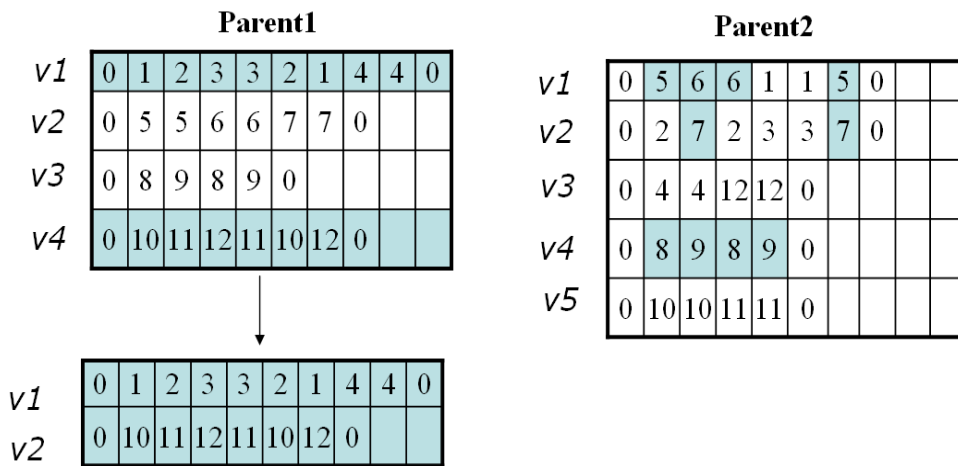 Parent1
v1 0 1 2 3 3 2 1 4 4 0
v2 0 5 5 6 6 7 7 0
v3 0 8 9 8 9 0
v4 0 10 11 12 11 10 12 0
Parent2
v1 0 5 6 6 1 1 5 0
v2 0 2 7 2 3 3 7 0
v3 0 4 4 12 12 0
v4 0 8 9 8 9 0
v5 0 10 10 11 11 0
v1 0 1 2 3 3 2 1 4 4 0
v2 0 10 11 12 11 10 12 0